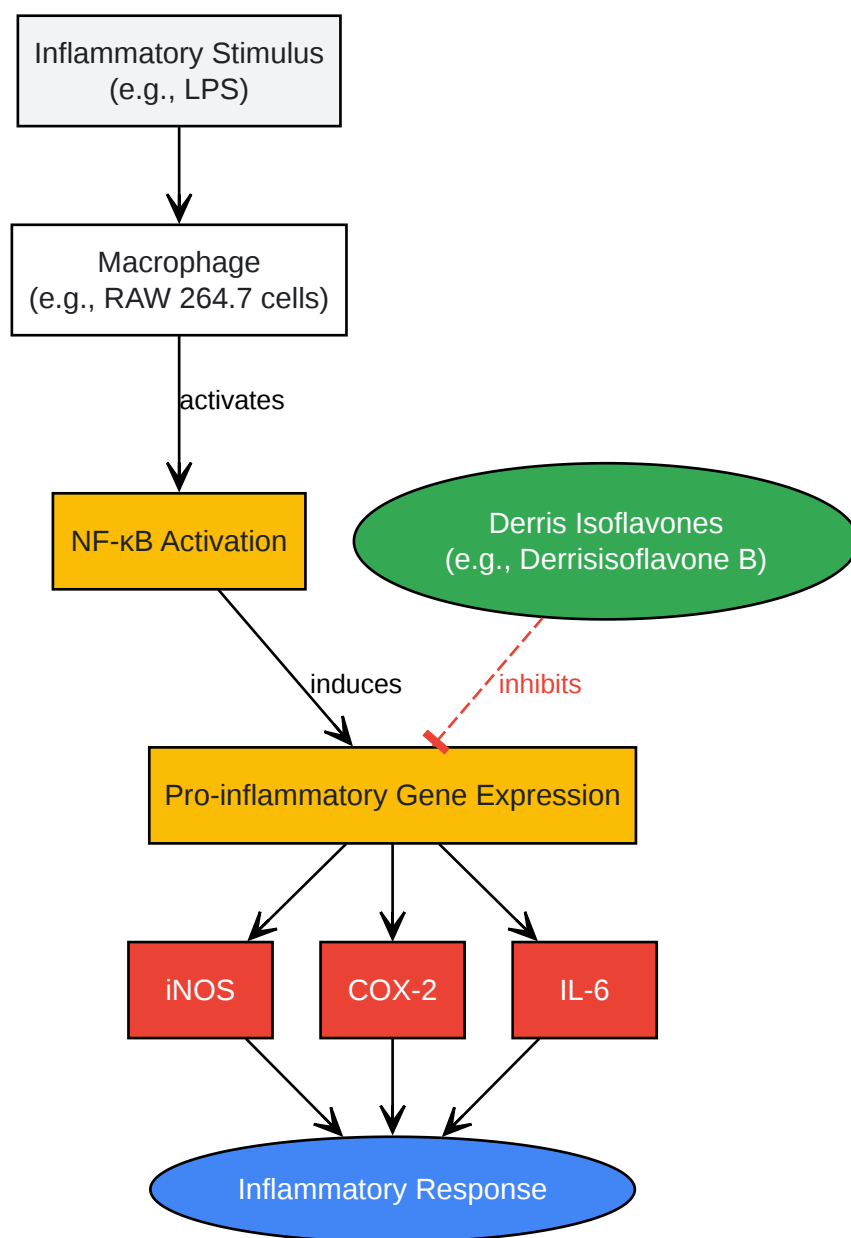 Inflammatory Stimulus
(e.g., LPS)
Macrophage
(e.g., RAW 264.7 cells)
activates
NF-κB Activation
Derris Isoflavones
(e.g., Derrisisoflavone B)
induces
inhibits
Pro-inflammatory Gene Expression
iNOS
COX-2
IL-6
Inflammatory Response